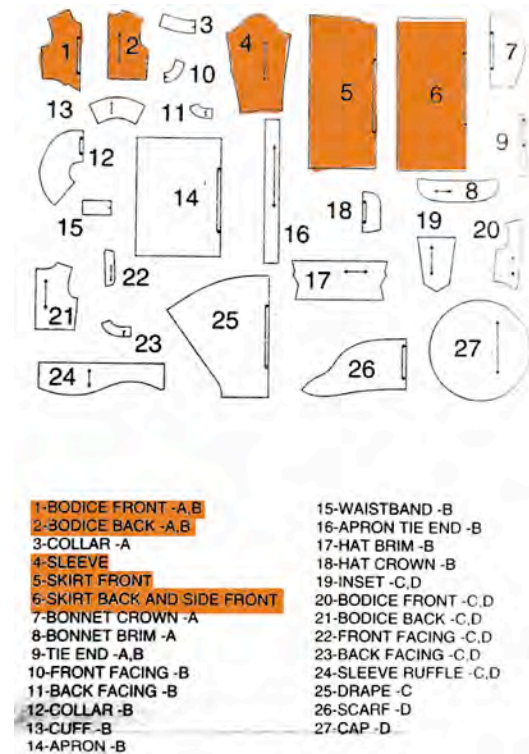 1
2
3
4
5
6
7
10
13
11
9
12
14
8
15
18
19
20
16
17
22
21
25
23
26
27
24
1-BODICE FRONT -A,B
2-BODICE BACK -A,B
3-COLLAR -A
4-SLEEVE
5-SKIRT FRONT
6-SKIRT BACK AND SIDE FRONT
7-BONNET CROWN -A
8-BONNET BRIM -A
9-TIE END -A,B
10-FRONT FACING -B
11-BACK FACING -B
12-COLLAR -B
13-CUFF -B
14-APRON -B
15-WAISTBAND -B
16-APRON TIE END -B
17-HAT BRIM -B
18-HAT CROWN -B
19-INSET -C,D
20-BODICE FRONT -C,D
21-BODICE BACK -C,D
22-FRONT FACING -C,D
23-BACK FACING -C,D
24-SLEEVE RUFFLE -C,D
25-DRAPE -C
26-SCARF -D
27-CAP -D